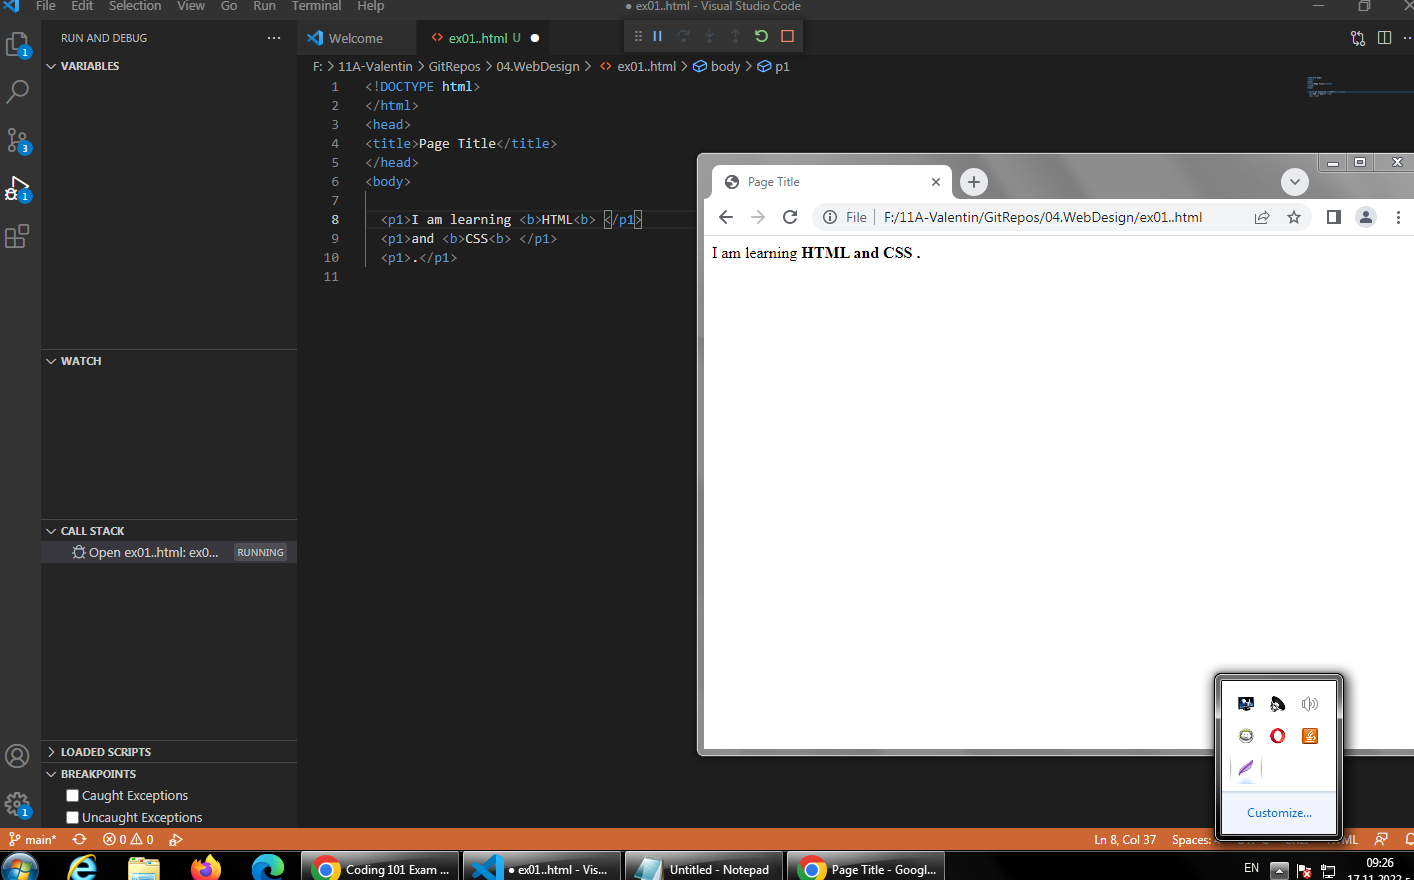 File Edit Selection View Go Run Terminal Help
● ex01..html - Visual Studio Code
RUN AND DEBUG
Welcome
ex01..html U
F: > 11A-Valentin > GitRepos > 04.WebDesign > ex01..html > body > p1
VARIABLES
WATCH
CALL STACK
Open ex01..html: ex0... RUNNING
LOADED SCRIPTS
BREAKPOINTS
Caught Exceptions
Uncaught Exceptions
1 <!DOCTYPE html>
2 </html>
3 <head>
4 <title>Page Title</title>
5 </head>
6 <body>
7
8 <p1>I am learning <b>HTML<b> </p1>
9 <p1>and <b>CSS<b> </p1>
10 <p1>.</p1>
11
Page Title
File F:/11A-Valentin/GitRepos/04.WebDesign/ex01..html
I am learning HTML and CSS .
Customize...
1
3
1
1
main* 0 0
Ln 8, Col 37 Spaces:
Coding 101 Exam ...
● ex01..html - Vis...
Untitled - Notepad
Page Title - Googl...
EN
09:26